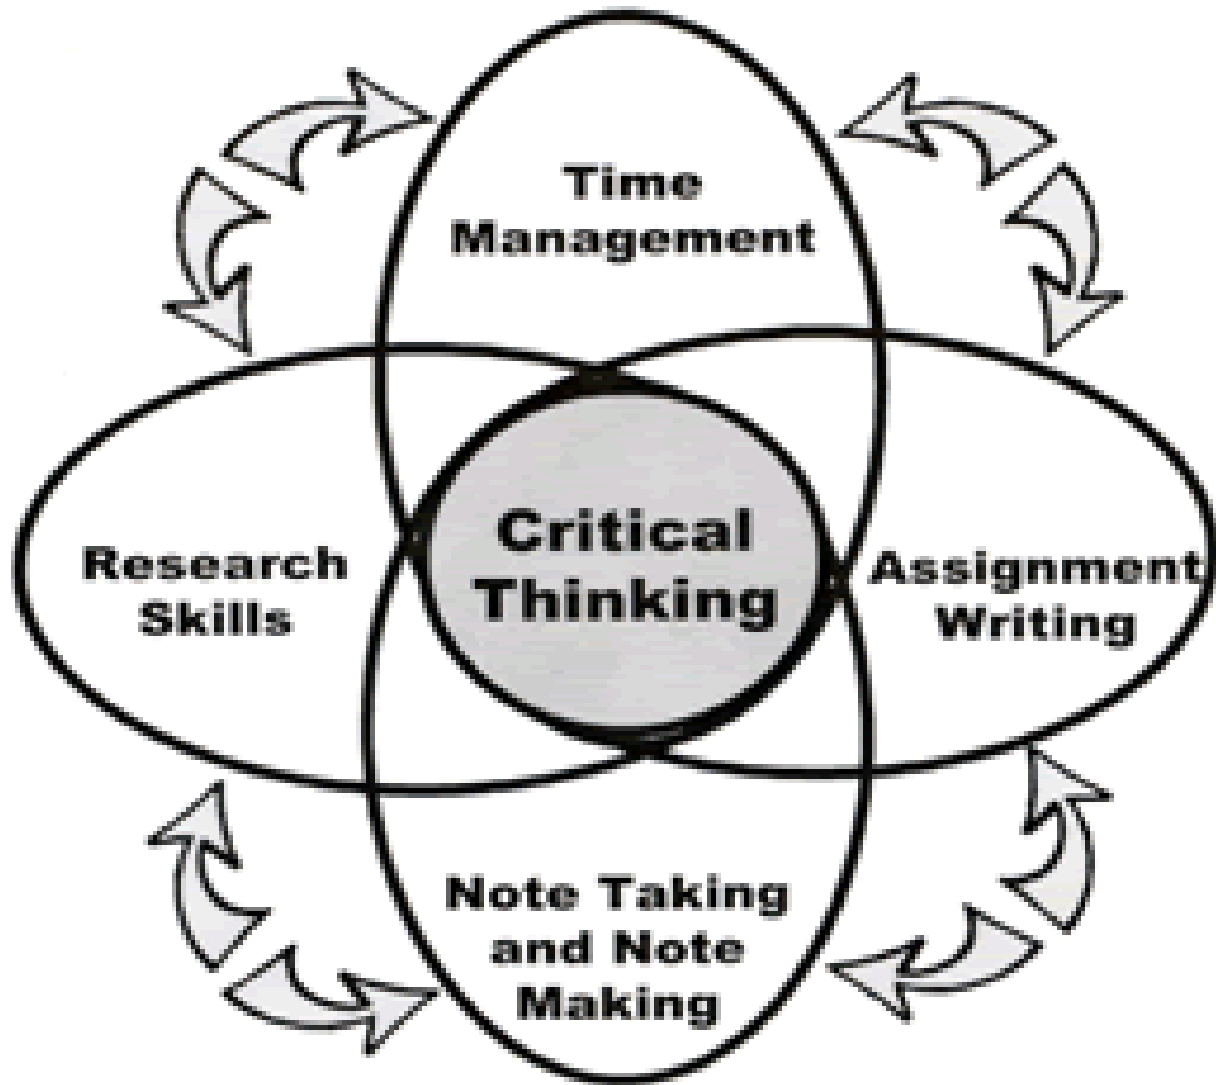 Time
Management
Research
Skills
Critical
Thinking
Assignment
Writing
Note Taking
and Note
Making